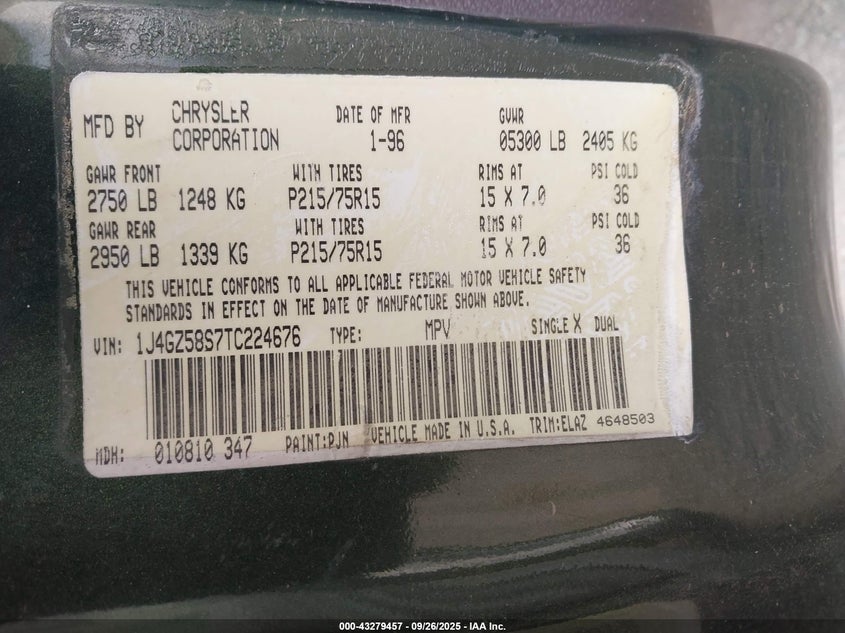 MFD BY CHRYSLER CORPORATION DATE OF MFR 1-96 GVWR 05300 LB 2405 KG
GAWR FRONT WITH TIRES RIMS AT PSI COLD
2750 LB 1248 KG P215/75R15 15 X 7.0 36
GAWR REAR WITH TIRES RIMS AT PSI COLD
2950 LB 1339 KG P215/75R15 15 X 7.0 36
THIS VEHICLE CONFORMS TO ALL APPLICABLE FEDERAL MOTOR VEHICLE SAFETY
STANDARDS IN EFFECT ON THE DATE OF MANUFACTURE SHOWN ABOVE.
VIN: 1J4GZ58S7TC224676 TYPE: MPV SINGLE X DUAL
MDH: 010810 347 PAINT:PJN VEHICLE MADE IN U.S.A. TRIM:ELAZ 4648503
000-43279457 - 09/26/2025 - IAA Inc.